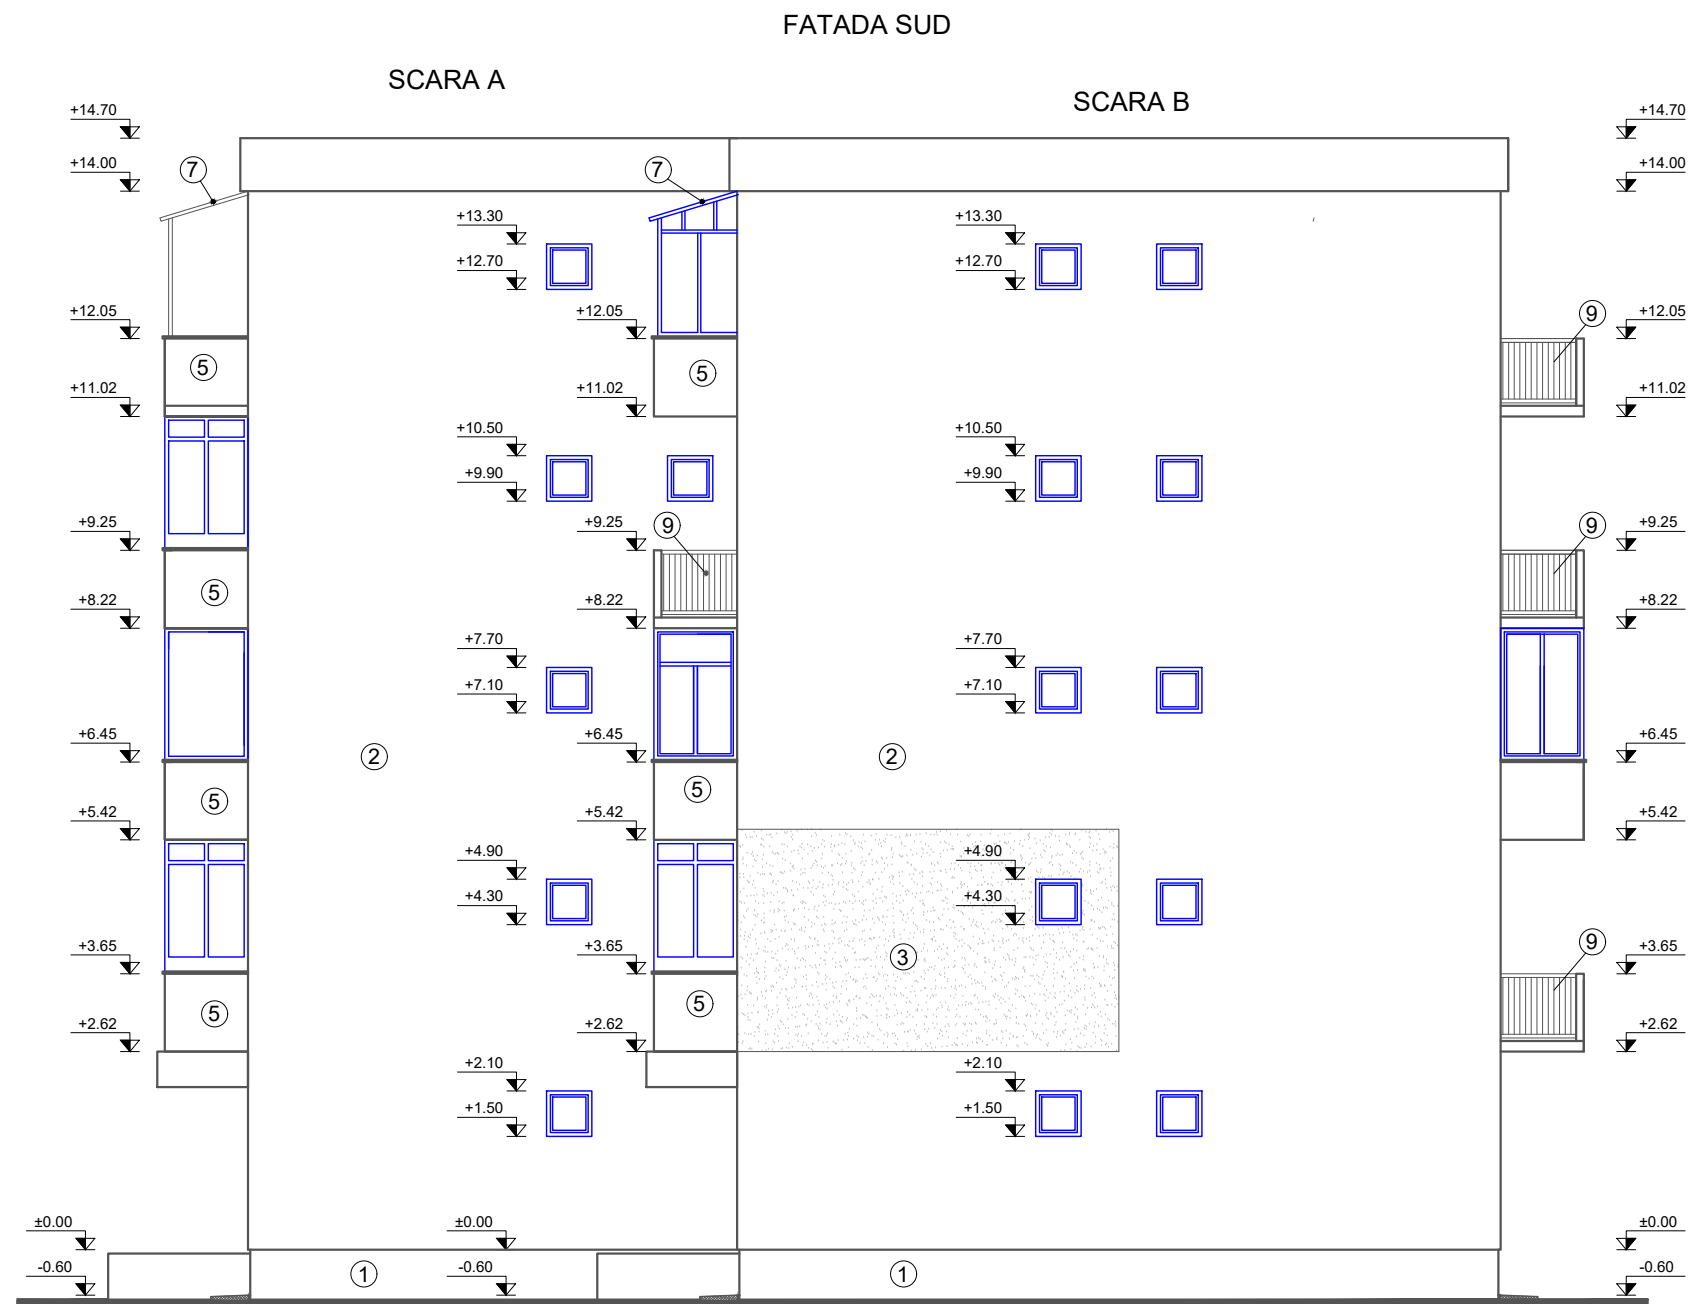 FATADA SUD
SCARA A
SCARA B
+14.70 +14.70
+14.00 7 7 +14.00
+13.30 +13.30
+12.70 +12.70
+12.05 +12.05 9 +12.05
5 5
+11.02 +11.02 +11.02
+10.50 +10.50
+9.90 +9.90
+9.25 +9.25 9 9 +9.25
5
+8.22 +8.22 +8.22
+7.70 +7.70
+7.10 +7.10
+6.45 +6.45 +6.45
2 2
5 5
+5.42 +5.42 +5.42
+4.90 +4.90
+4.30 +4.30
+3.65 +3.65 9 +3.65
3
5 5
+2.62 +2.62 +2.62
+2.10 +2.10
+1.50 +1.50
±0.00 ±0.00 ±0.00
-0.60 1 -0.60 1 -0.60